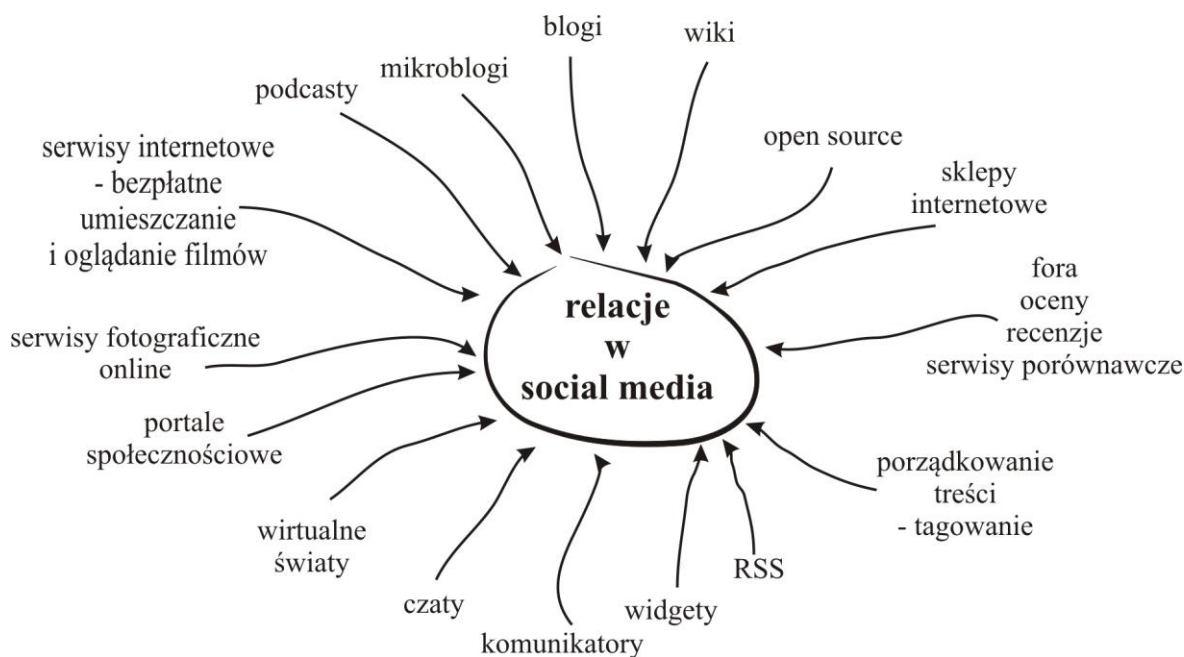 blogi
wiki
mikroblogi
podcasty
open source
serwisy internetowe
- bezpłatne
umieszczanie
i oglądanie filmów
sklepy
internetowe
fora
oceny
recenzje
serwisy porównawcze
relacje
w
social media
serwisy fotograficzne
online
portale
społecznościowe
porządkowanie
treści
- tagowanie
wirtualne
światy
czaty
komunikatory
widgety
RSS